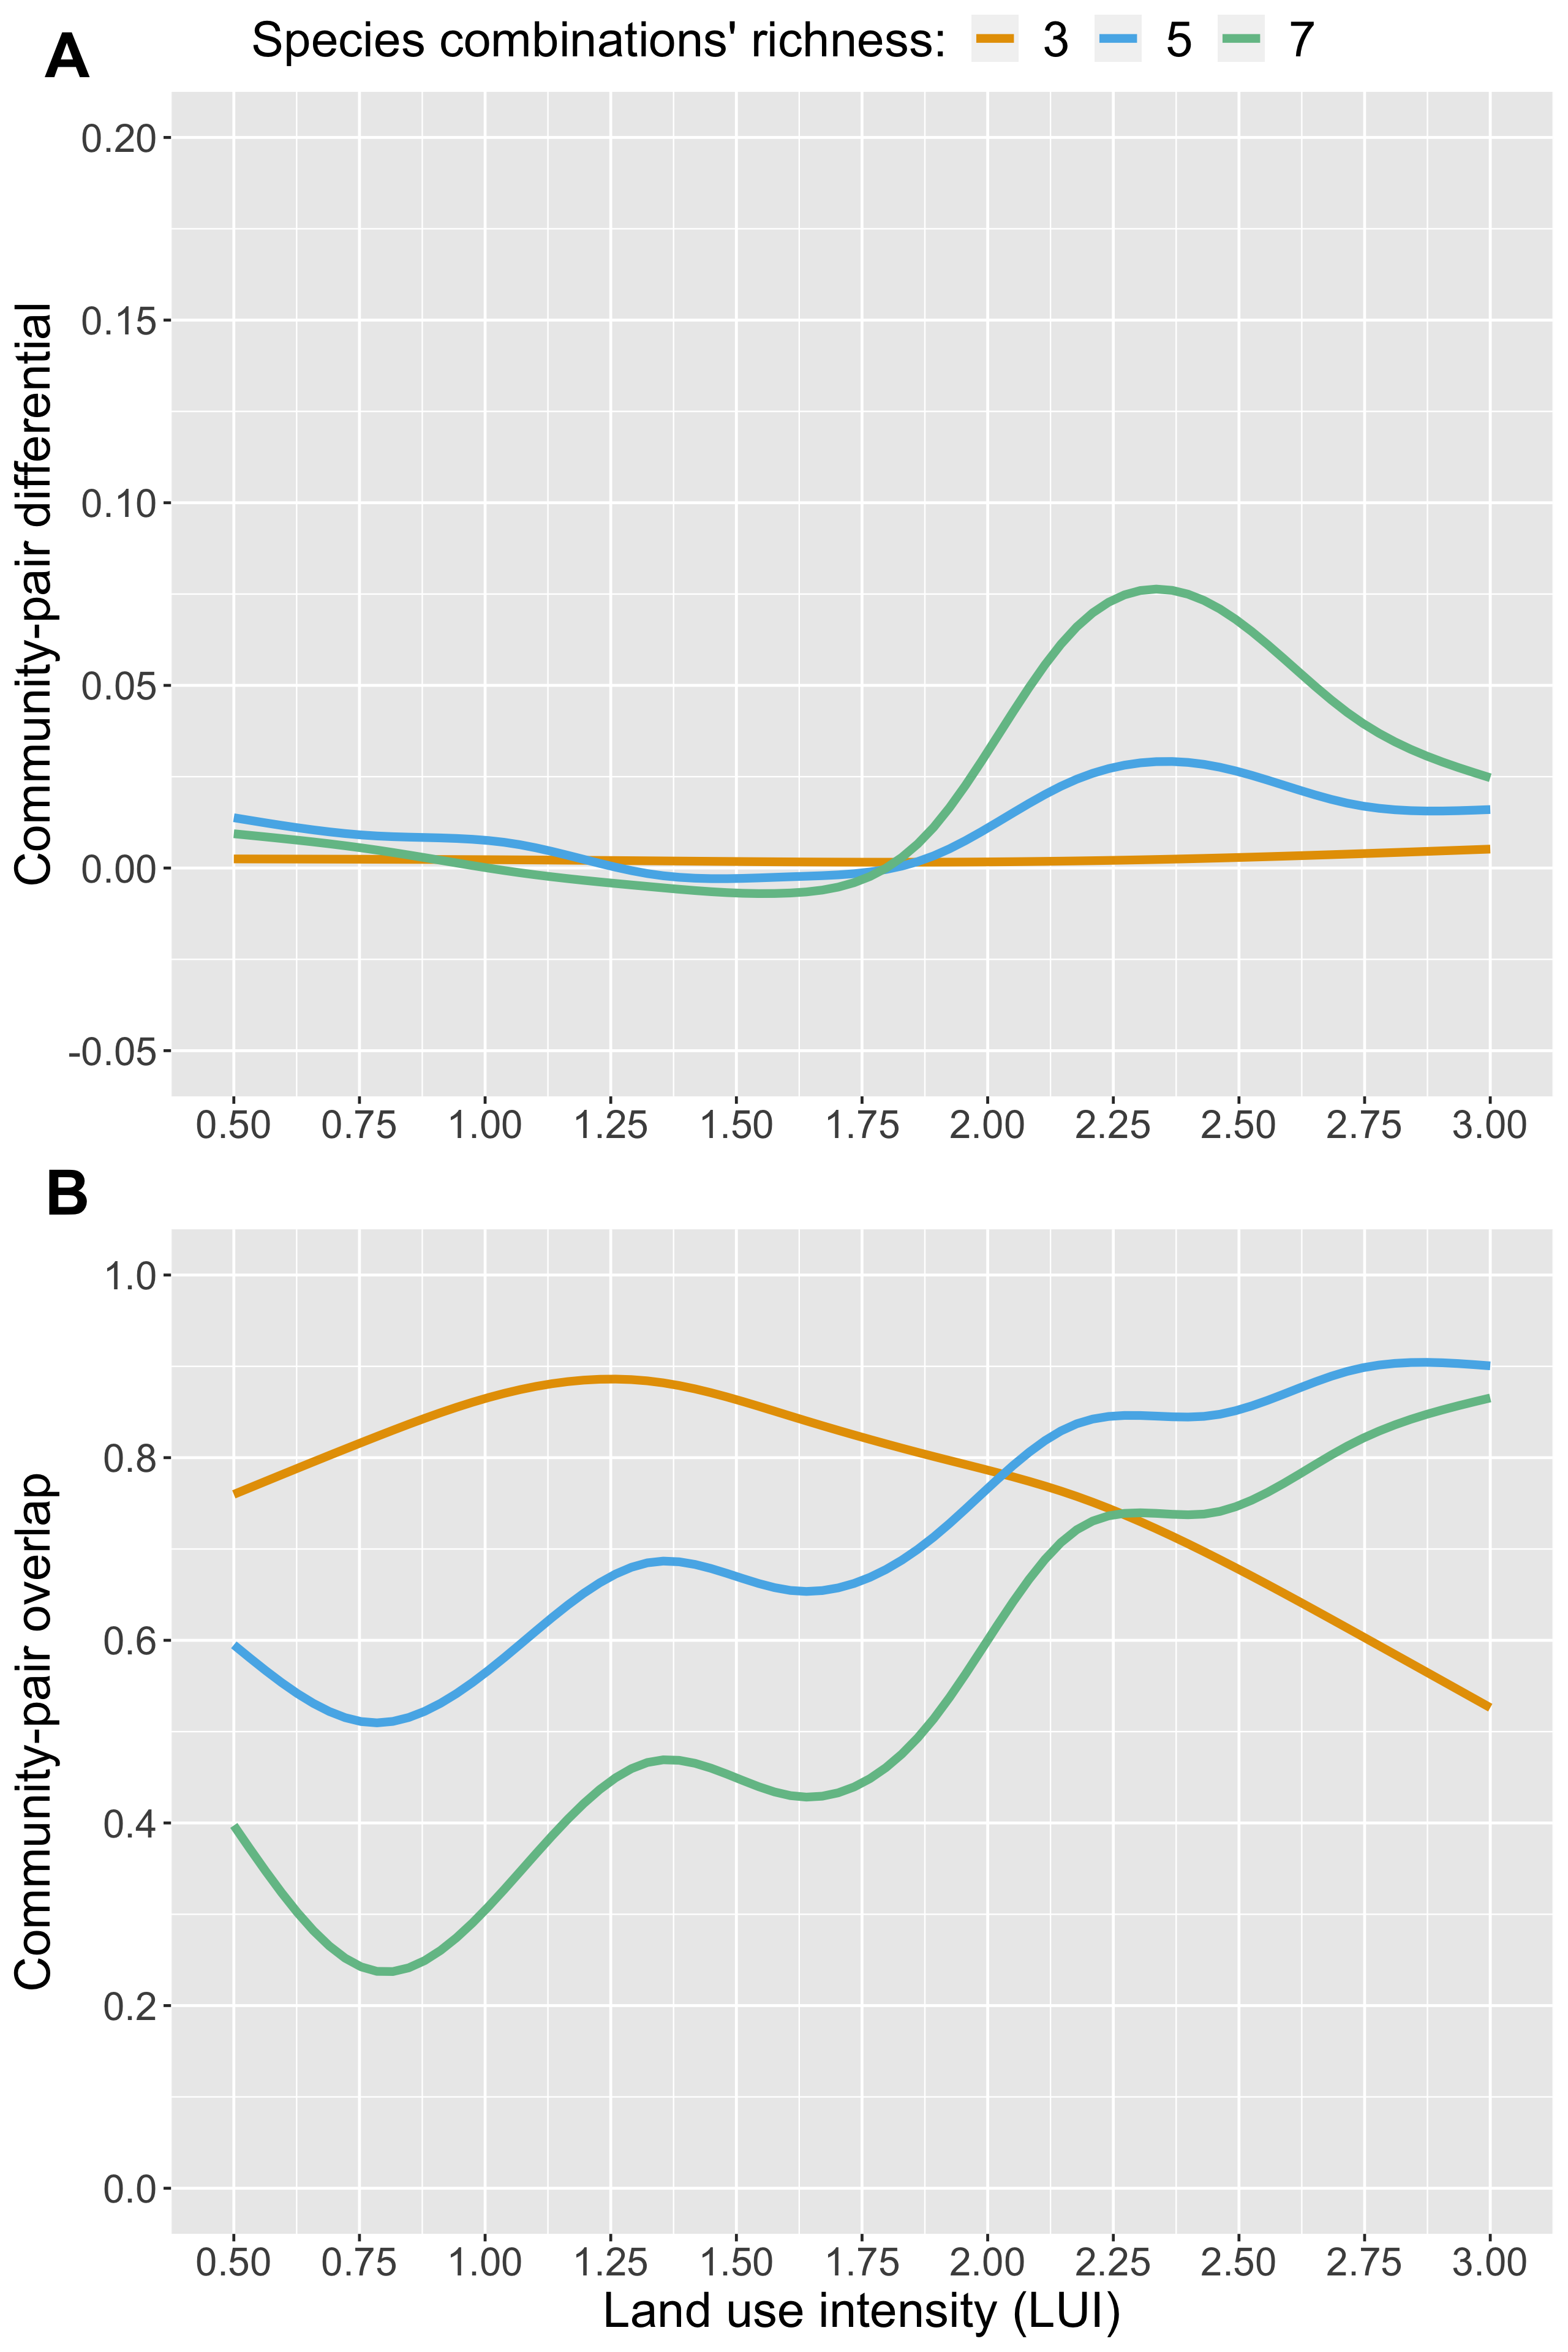 A
Species combinations' richness: 3 5 7
Community-pair differential
0.20
0.15
0.10
0.05
0.00
-0.05
0.50 0.75 1.00 1.25 1.50 1.75 2.00 2.25 2.50 2.75 3.00
B
Community-pair overlap
1.0
0.8
0.6
0.4
0.2
0.0
0.50 0.75 1.00 1.25 1.50 1.75 2.00 2.25 2.50 2.75 3.00
Land use intensity (LUI)